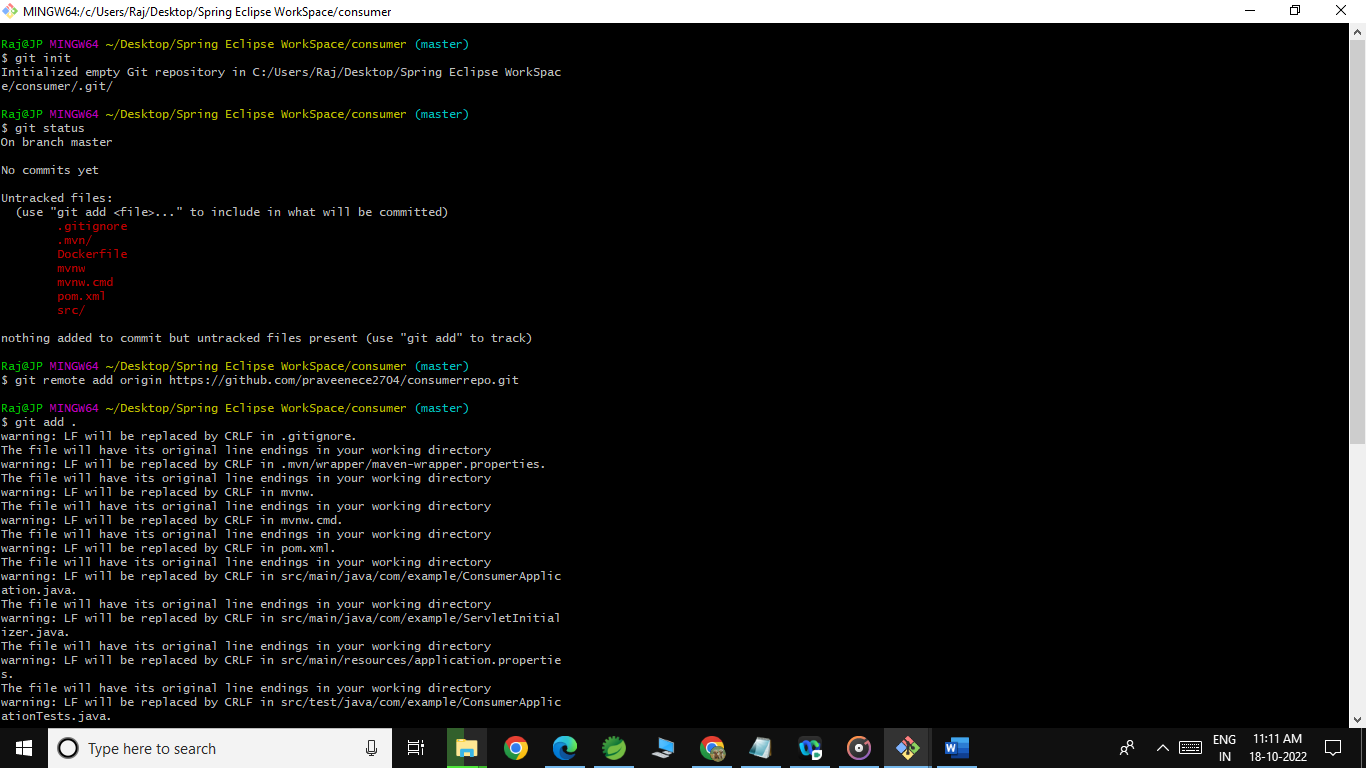 MINGW64:/c/Users/Raj/Desktop/Spring Eclipse WorkSpace/consumer
Raj@JP MINGW64 ~/Desktop/Spring Eclipse WorkSpace/consumer (master)
$ git init
Initialized empty Git repository in C:/Users/Raj/Desktop/Spring Eclipse WorkSpac
e/consumer/.git/
Raj@JP MINGW64 ~/Desktop/Spring Eclipse WorkSpace/consumer (master)
$ git status
On branch master
No commits yet
Untracked files:
(use "git add <file>..." to include in what will be committed)
.gitignore
.mvn/
Dockerfile
mvnw
mvnw.cmd
pom.xml
src/
nothing added to commit but untracked files present (use "git add" to track)
Raj@JP MINGW64 ~/Desktop/Spring Eclipse WorkSpace/consumer (master)
$ git remote add origin https://github.com/praveenece2704/consumerrepo.git
Raj@JP MINGW64 ~/Desktop/Spring Eclipse WorkSpace/consumer (master)
$ git add .
warning: LF will be replaced by CRLF in .gitignore.
The file will have its original line endings in your working directory
warning: LF will be replaced by CRLF in .mvn/wrapper/maven-wrapper.properties.
The file will have its original line endings in your working directory
warning: LF will be replaced by CRLF in mvnw.
The file will have its original line endings in your working directory
warning: LF will be replaced by CRLF in mvnw.cmd.
The file will have its original line endings in your working directory
warning: LF will be replaced by CRLF in pom.xml.
The file will have its original line endings in your working directory
warning: LF will be replaced by CRLF in src/main/java/com/example/ConsumerApplic
ation.java.
The file will have its original line endings in your working directory
warning: LF will be replaced by CRLF in src/main/java/com/example/ServletInitial
izer.java.
The file will have its original line endings in your working directory
warning: LF will be replaced by CRLF in src/main/resources/application.propertie
s.
The file will have its original line endings in your working directory
warning: LF will be replaced by CRLF in src/test/java/com/example/ConsumerApplic
ationTests.java.
Type here to search
ENG
IN
11:11 AM
18-10-2022